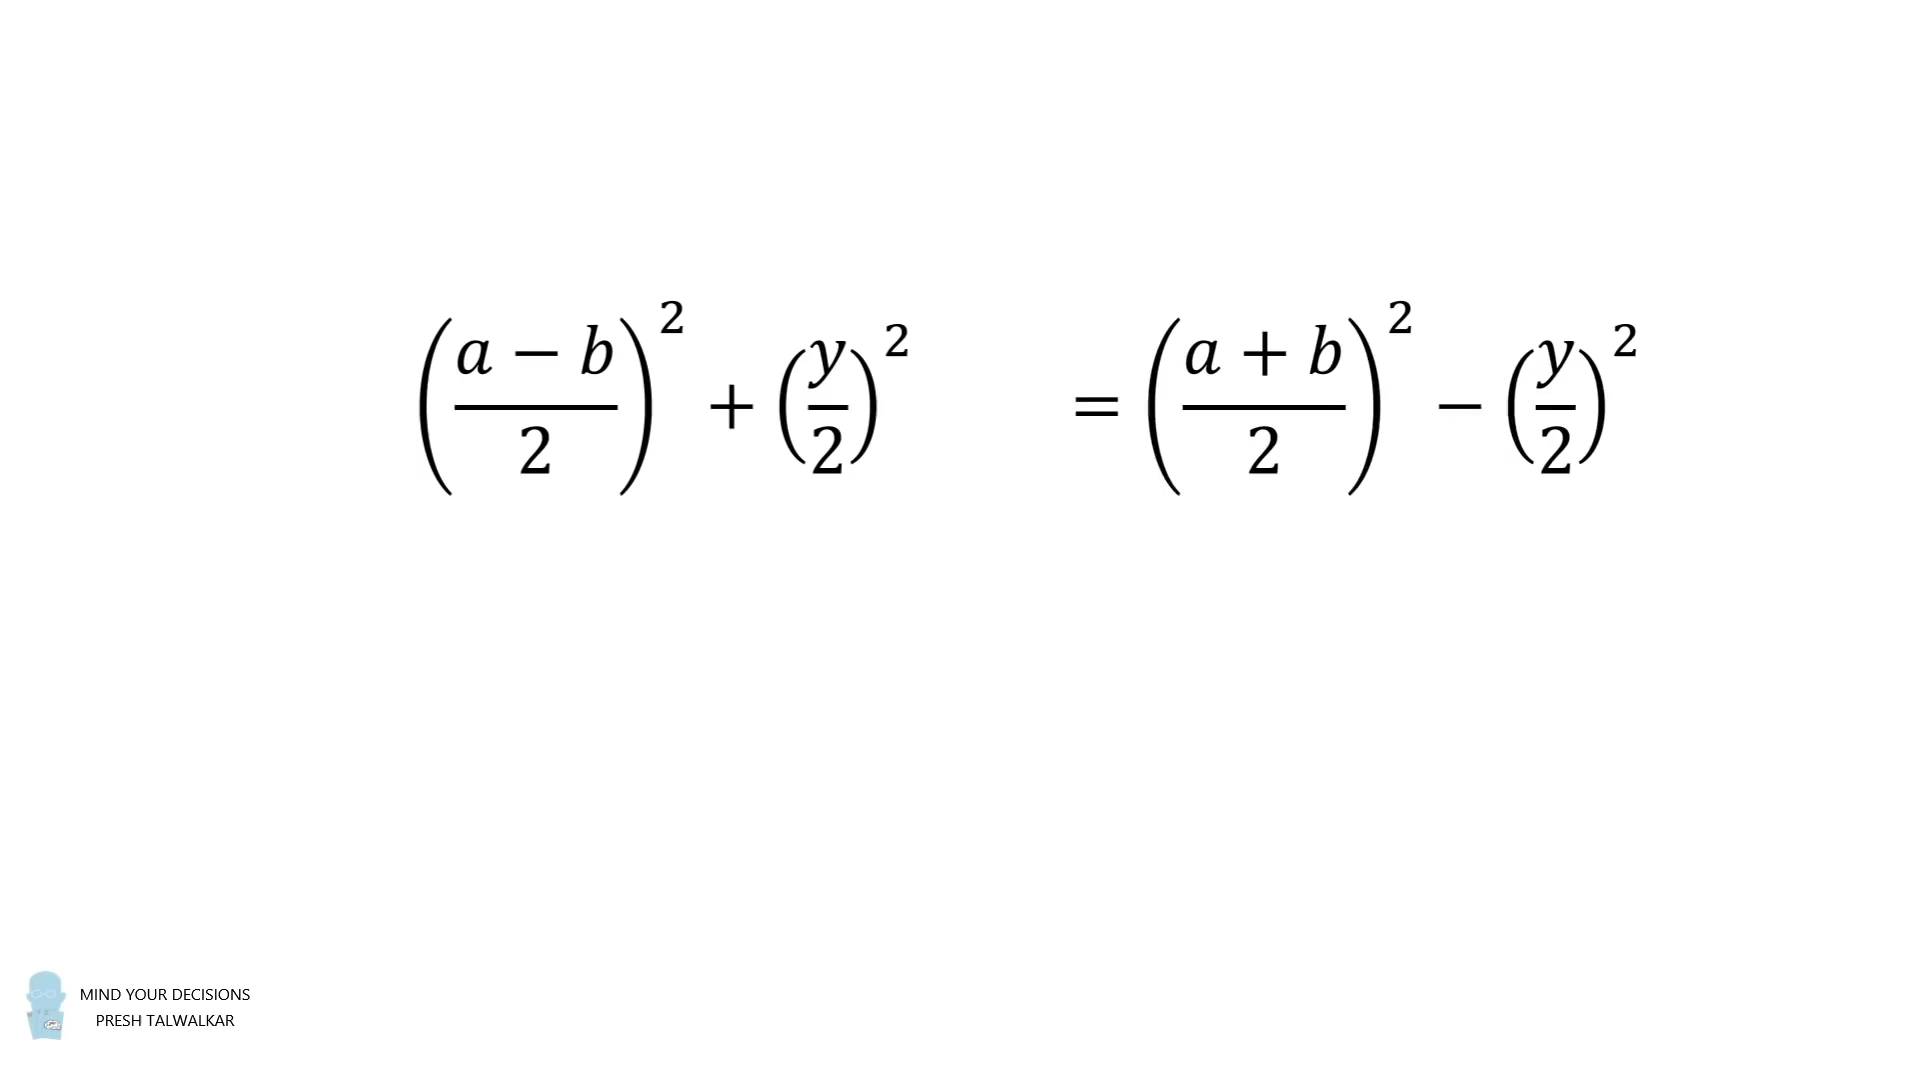 ((a − b)/2)² + (y/2)² = ((a + b)/2)² − (y/2)²
MIND YOUR DECISIONS
PRESH TALWALKAR